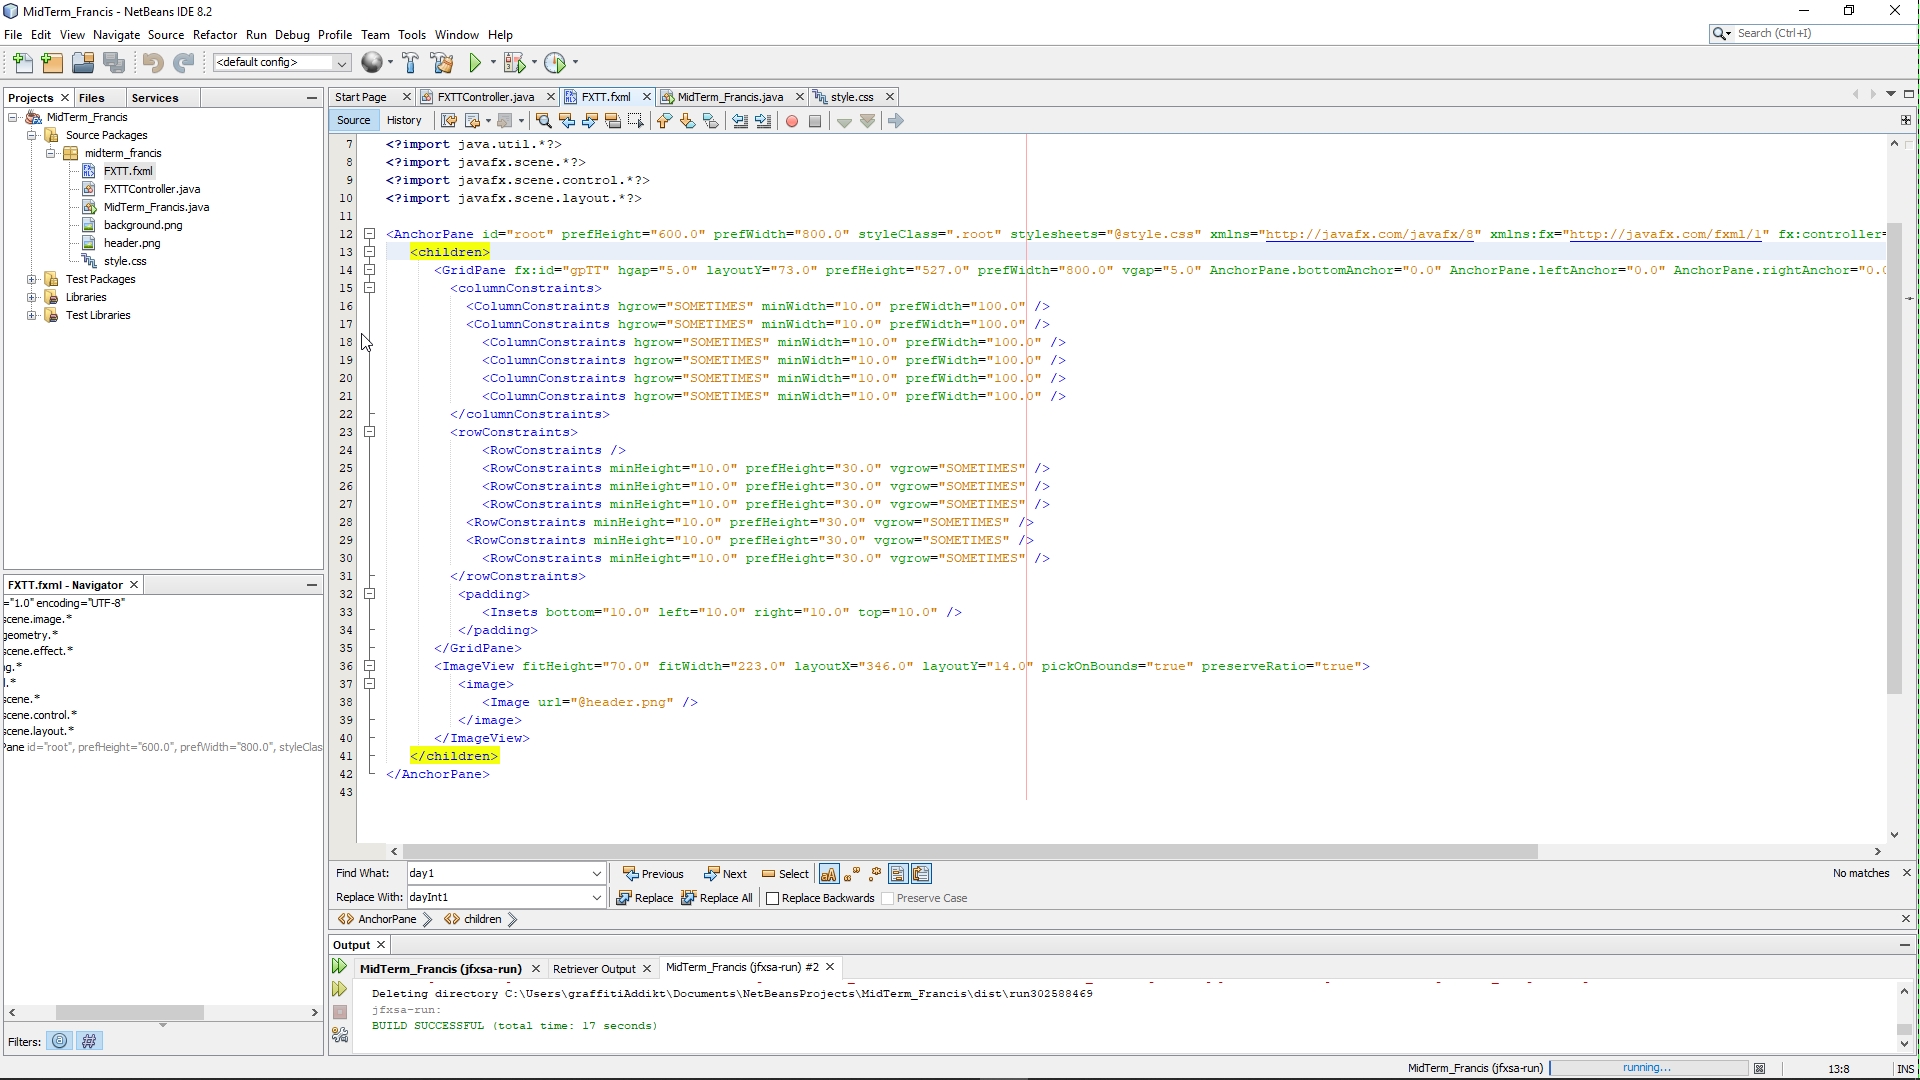 MidTerm_Francis - NetBeans IDE 8.2
File Edit View Navigate Source Refactor Run Debug Profile Team Tools Window Help
Search (Ctrl+I)
<default config>
Projects Files Services
MidTerm_Francis
Source Packages
midterm_francis
FXTT.fxml
FXTTController.java
MidTerm_Francis.java
background.png
header.png
style.css
Test Packages
Libraries
Test Libraries
FXTT.fxml - Navigator
="1.0" encoding="UTF-8"
scene.image.*
geometry.*
scene.effect.*
g.*
l.*
scene.*
scene.control.*
scene.layout.*
Pane id="root", prefHeight="600.0", prefWidth="800.0", styleClas
Filters:
Start Page FXTTController.java FXTT.fxml MidTerm_Francis.java style.css
Source History
7 <?import java.util.*?>
8 <?import javafx.scene.*?>
9 <?import javafx.scene.control.*?>
10 <?import javafx.scene.layout.*?>
11
12 <AnchorPane id="root" prefHeight="600.0" prefWidth="800.0" styleClass=".root" stylesheets="@style.css" xmlns="http://javafx.com/javafx/8" xmlns:fx="http://javafx.com/fxml/1" fx:controller=
13 <children>
14 <GridPane fx:id="gpTT" hgap="5.0" layoutY="73.0" prefHeight="527.0" prefWidth="800.0" vgap="5.0" AnchorPane.bottomAnchor="0.0" AnchorPane.leftAnchor="0.0" AnchorPane.rightAnchor="0.0
15 <columnConstraints>
16 <ColumnConstraints hgrow="SOMETIMES" minWidth="10.0" prefWidth="100.0" />
17 <ColumnConstraints hgrow="SOMETIMES" minWidth="10.0" prefWidth="100.0" />
18 <ColumnConstraints hgrow="SOMETIMES" minWidth="10.0" prefWidth="100.0" />
19 <ColumnConstraints hgrow="SOMETIMES" minWidth="10.0" prefWidth="100.0" />
20 <ColumnConstraints hgrow="SOMETIMES" minWidth="10.0" prefWidth="100.0" />
21 <ColumnConstraints hgrow="SOMETIMES" minWidth="10.0" prefWidth="100.0" />
22 </columnConstraints>
23 <rowConstraints>
24 <RowConstraints />
25 <RowConstraints minHeight="10.0" prefHeight="30.0" vgrow="SOMETIMES" />
26 <RowConstraints minHeight="10.0" prefHeight="30.0" vgrow="SOMETIMES" />
27 <RowConstraints minHeight="10.0" prefHeight="30.0" vgrow="SOMETIMES" />
28 <RowConstraints minHeight="10.0" prefHeight="30.0" vgrow="SOMETIMES" />
29 <RowConstraints minHeight="10.0" prefHeight="30.0" vgrow="SOMETIMES" />
30 <RowConstraints minHeight="10.0" prefHeight="30.0" vgrow="SOMETIMES" />
31 </rowConstraints>
32 <padding>
33 <Insets bottom="10.0" left="10.0" right="10.0" top="10.0" />
34 </padding>
35 </GridPane>
36 <ImageView fitHeight="70.0" fitWidth="223.0" layoutX="346.0" layoutY="14.0" pickOnBounds="true" preserveRatio="true">
37 <image>
38 <Image url="@header.png" />
39 </image>
40 </ImageView>
41 </children>
42 </AnchorPane>
43
Find What: day1 Previous Next Select No matches
Replace With: dayInt1 Replace Replace All Replace Backwards Preserve Case
AnchorPane children
Output
MidTerm_Francis (jfxsa-run) Retriever Output MidTerm_Francis (jfxsa-run) #2
Deleting directory C:\Users\graffitiAddikt\Documents\NetBeansProjects\MidTerm_Francis\dist\run302588469
jfxsa-run:
BUILD SUCCESSFUL (total time: 17 seconds)
MidTerm_Francis (jfxsa-run) running... 13:8 INS